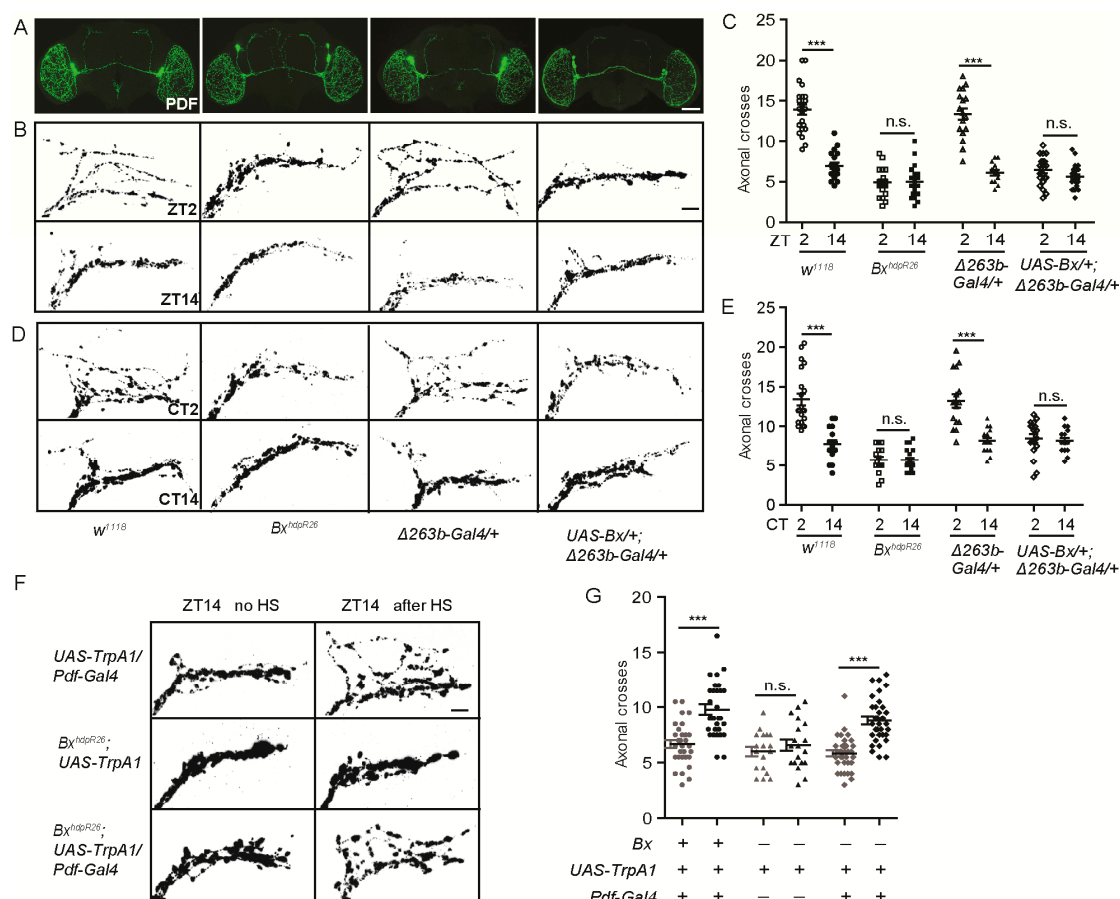 A
PDF
B
ZT2
ZT14
D
CT2
CT14
w1118
BxhdpR26
Δ263b-Gal4/+
UAS-Bx/+;
Δ263b-Gal4/+
C
Axonal crosses
25
20
15
10
5
0
***
n.s.
***
n.s.
ZT 2 14 2 14 2 14 2 14
w1118
BxhdpR26
Δ263b-
Gal4/+
UAS-Bx/+;
Δ263b-Gal4/+
E
Axonal crosses
25
20
15
10
5
0
***
n.s.
***
n.s.
CT 2 14 2 14 2 14 2 14
w1118
BxhdpR26
Δ263b-
Gal4/+
UAS-Bx/+;
Δ263b-Gal4/+
F
ZT14 no HS
ZT14 after HS
UAS-TrpA1/
Pdf-Gal4
BxhdpR26;
UAS-TrpA1
BxhdpR26;
UAS-TrpA1/
Pdf-Gal4
G
Axonal crosses
20
15
10
5
0
***
n.s.
***
Bx + + – – – –
UAS-TrpA1 + + + + + +
Pdf-Gal4 + + – – + +